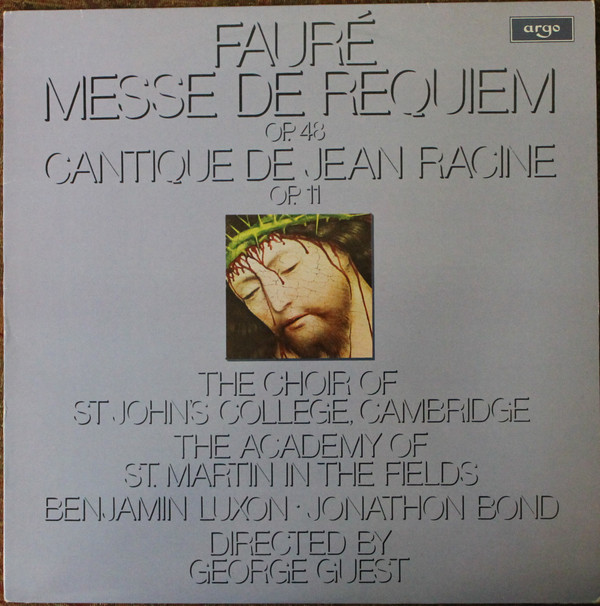 argo
FAURÉ
MESSE DE REQUIEM
OP. 48
CANTIQUE DE JEAN RACINE
OP. 11
THE CHOIR OF
ST JOHN'S COLLEGE, CAMBRIDGE
THE ACADEMY OF
ST. MARTIN IN THE FIELDS
BENJAMIN LUXON · JONATHON BOND
DIRECTED BY
GEORGE GUEST